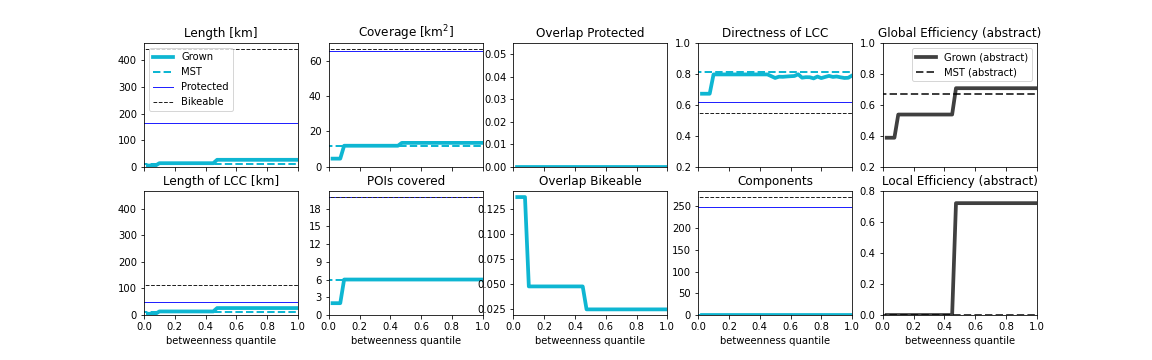 Length [km]
Coverage [km²]
Overlap Protected
Directness of LCC
Global Efficiency (abstract)
400
300
200
100
0
Grown
MST
Protected
Bikeable
60
40
20
0
0.05
0.04
0.03
0.02
0.01
0.00
1.0
0.8
0.6
0.4
0.2
1.0
0.8
0.6
0.4
0.2
Grown (abstract)
MST (abstract)
Length of LCC [km]
POIs covered
Overlap Bikeable
Components
Local Efficiency (abstract)
400
300
200
100
0
18
15
12
9
6
3
0
0.125
0.100
0.075
0.050
0.025
250
200
150
100
50
0
0.8
0.6
0.4
0.2
0.0
0.0 0.2 0.4 0.6 0.8 1.0
0.0 0.2 0.4 0.6 0.8 1.0
0.0 0.2 0.4 0.6 0.8 1.0
0.0 0.2 0.4 0.6 0.8 1.0
0.0 0.2 0.4 0.6 0.8 1.0
betweenness quantile
betweenness quantile
betweenness quantile
betweenness quantile
betweenness quantile